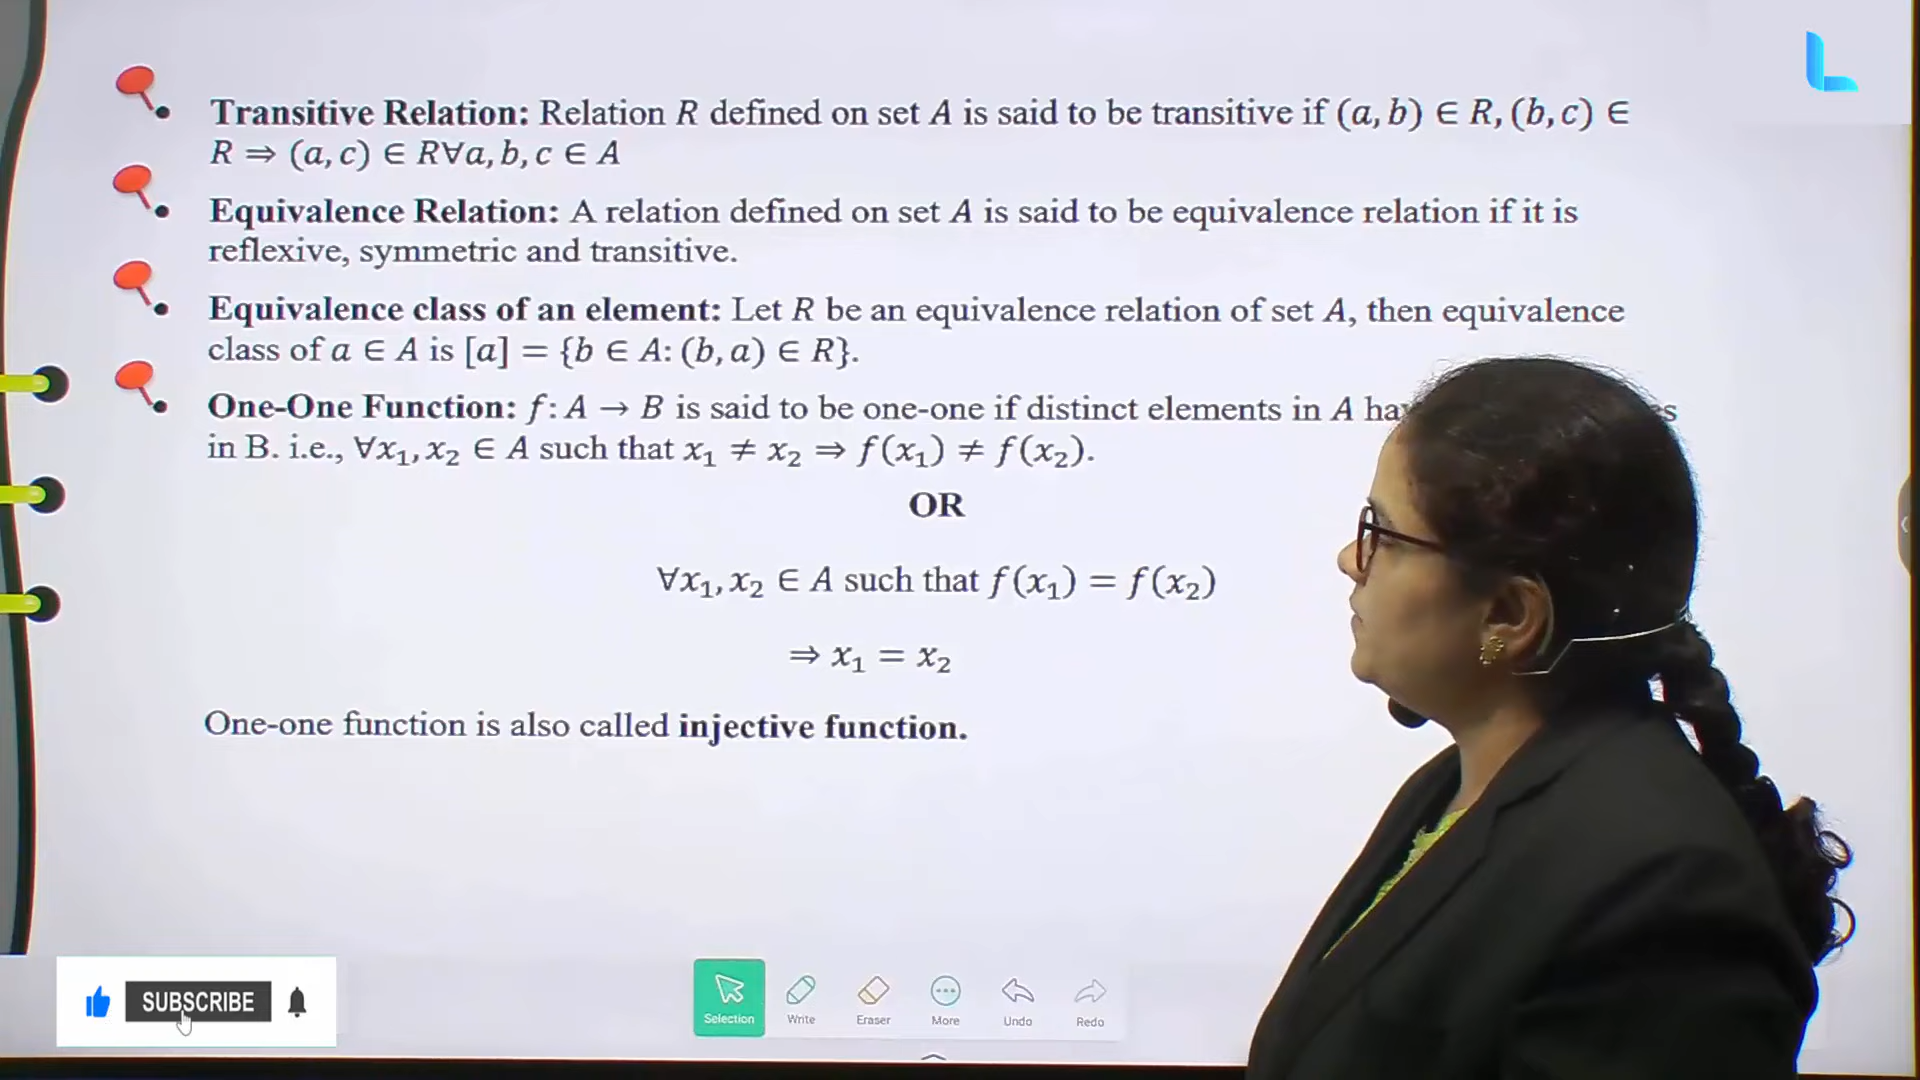 Transitive Relation: Relation R defined on set A is said to be transitive if (a, b) ∈ R, (b, c) ∈
R ⇒ (a, c) ∈ R∀a, b, c ∈ A
Equivalence Relation: A relation defined on set A is said to be equivalence relation if it is
reflexive, symmetric and transitive.
Equivalence class of an element: Let R be an equivalence relation of set A, then equivalence
class of a ∈ A is [a] = {b ∈ A: (b, a) ∈ R}.
One-One Function: f: A → B is said to be one-one if distinct elements in A
in B. i.e., ∀x₁, x₂ ∈ A such that x₁ ≠ x₂ ⇒ f(x₁) ≠ f(x₂).
OR
∀x₁, x₂ ∈ A such that f(x₁) = f(x₂)
⇒ x₁ = x₂
One-one function is also called injective function.
SUBSCRIBE
Selection Write Eraser More Undo Redo